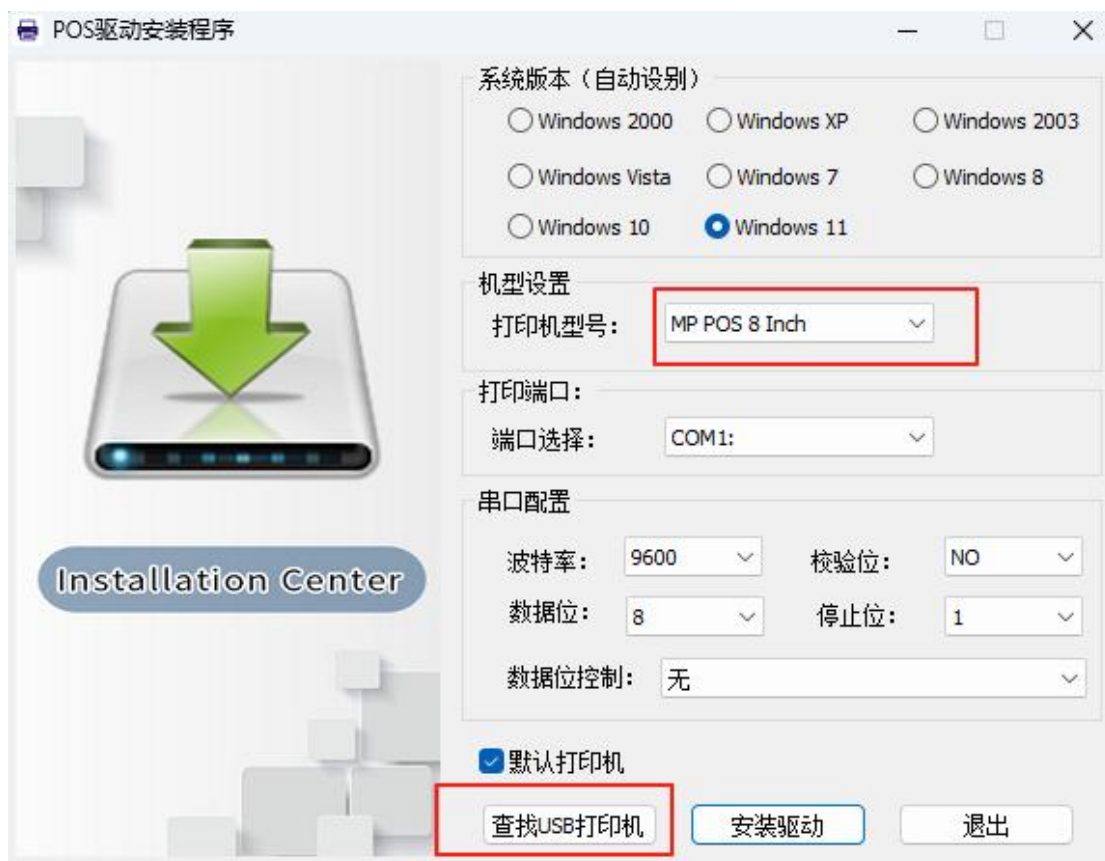 POS驱动安装程序
系统版本（自动设别）
Windows 2000 Windows XP Windows 2003
Windows Vista Windows 7 Windows 8
Windows 10 Windows 11
机型设置
打印机型号： MP POS 8 Inch
打印端口：
端口选择： COM1:
串口配置
波特率： 9600 校验位： NO
数据位： 8 停止位： 1
数据位控制： 无
Installation Center
默认打印机
查找USB打印机 安装驱动 退出